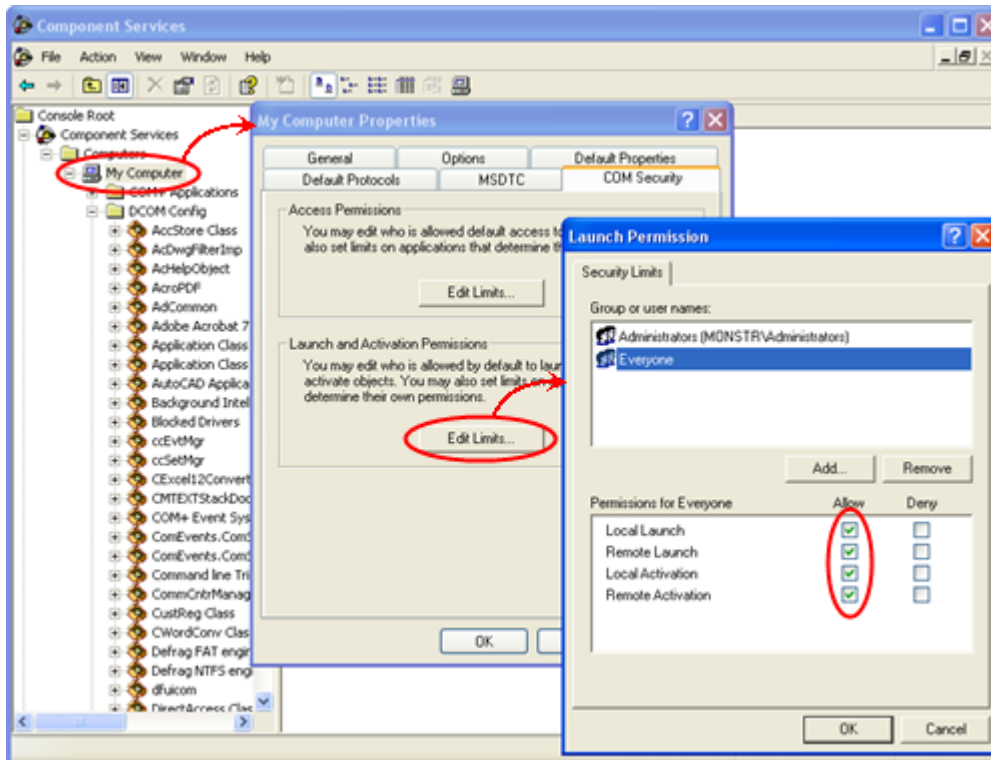 Component Services
File Action View Window Help
Console Root
Component Services
Computers
My Computer
COM+ Applications
DCOM Config
AccStore Class
AcDwgFilterImp
AcHelpObject
AcroPDF
AdCommon
Adobe Acrobat 7
Application Class
Application Class
AutoCAD Applica
Background Intel
Blocked Drivers
ccEvtMgr
ccSetMgr
CExcel12Convert
CMTEXTStackDoc
COM+ Event Sys
ComEvents.ComS
ComEvents.ComS
Command line Tri
CommCntrManag
CustReg Class
CWordConv Clas
Defrag FAT engin
Defrag NTFS engi
dfuicom
DirectAccess Clas
My Computer Properties
General Options Default Properties
Default Protocols MSDTC COM Security
Access Permissions
You may edit who is allowed default access to
also set limits on applications that determine th
Edit Limits...
Launch and Activation Permissions
You may edit who is allowed by default to laun
activate objects. You may also set limits on
determine their own permissions.
Edit Limits...
OK
Launch Permission
Security Limits
Group or user names:
Administrators (MONSTR\Administrators)
Everyone
Add... Remove
Permissions for Everyone Allow Deny
Local Launch
Remote Launch
Local Activation
Remote Activation
OK Cancel